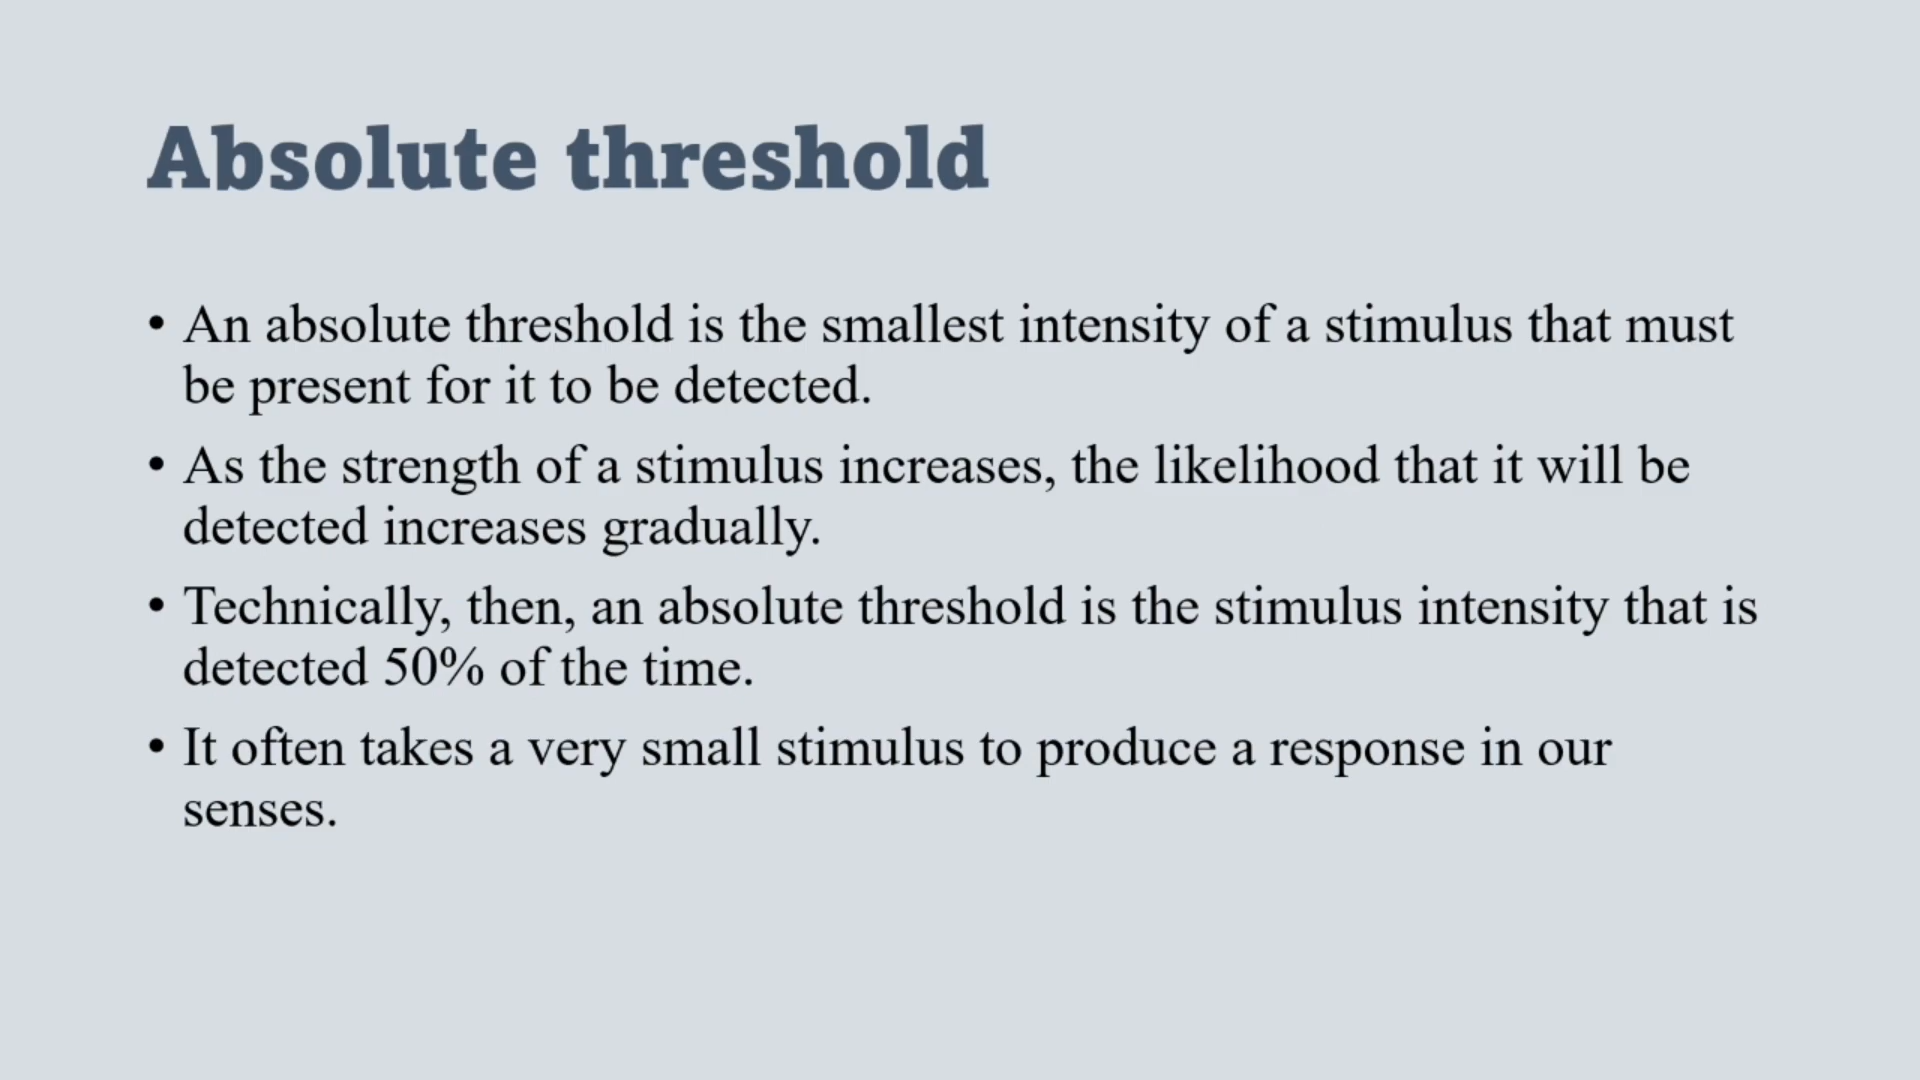 Absolute threshold
• An absolute threshold is the smallest intensity of a stimulus that must
be present for it to be detected.
• As the strength of a stimulus increases, the likelihood that it will be
detected increases gradually.
• Technically, then, an absolute threshold is the stimulus intensity that is
detected 50% of the time.
• It often takes a very small stimulus to produce a response in our
senses.